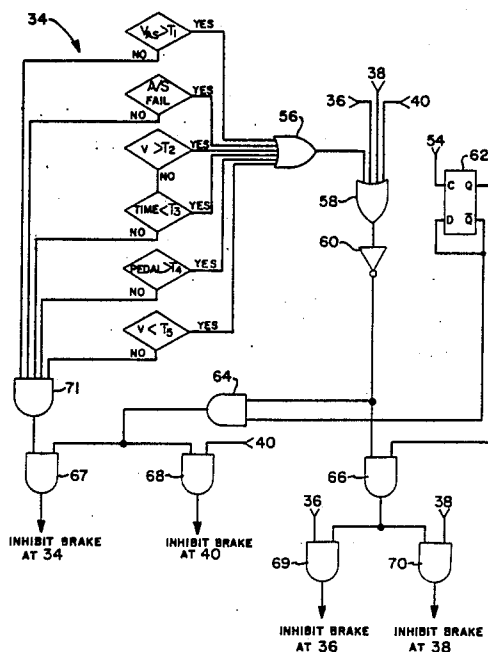 34
V_AS>T1
YES
NO
A/S
FAIL
YES
NO
V >T2
YES
NO
TIME<T3
YES
NO
PEDAL>T4
YES
NO
V < T5
YES
NO
56
36
38
40
58
60
54
62
C Q
D Q̅
64
71
67
68
40
66
INHIBIT BRAKE
AT 34
INHIBIT BRAKE
AT 40
36
38
69
70
INHIBIT BRAKE
AT 36
INHIBIT BRAKE
AT 38